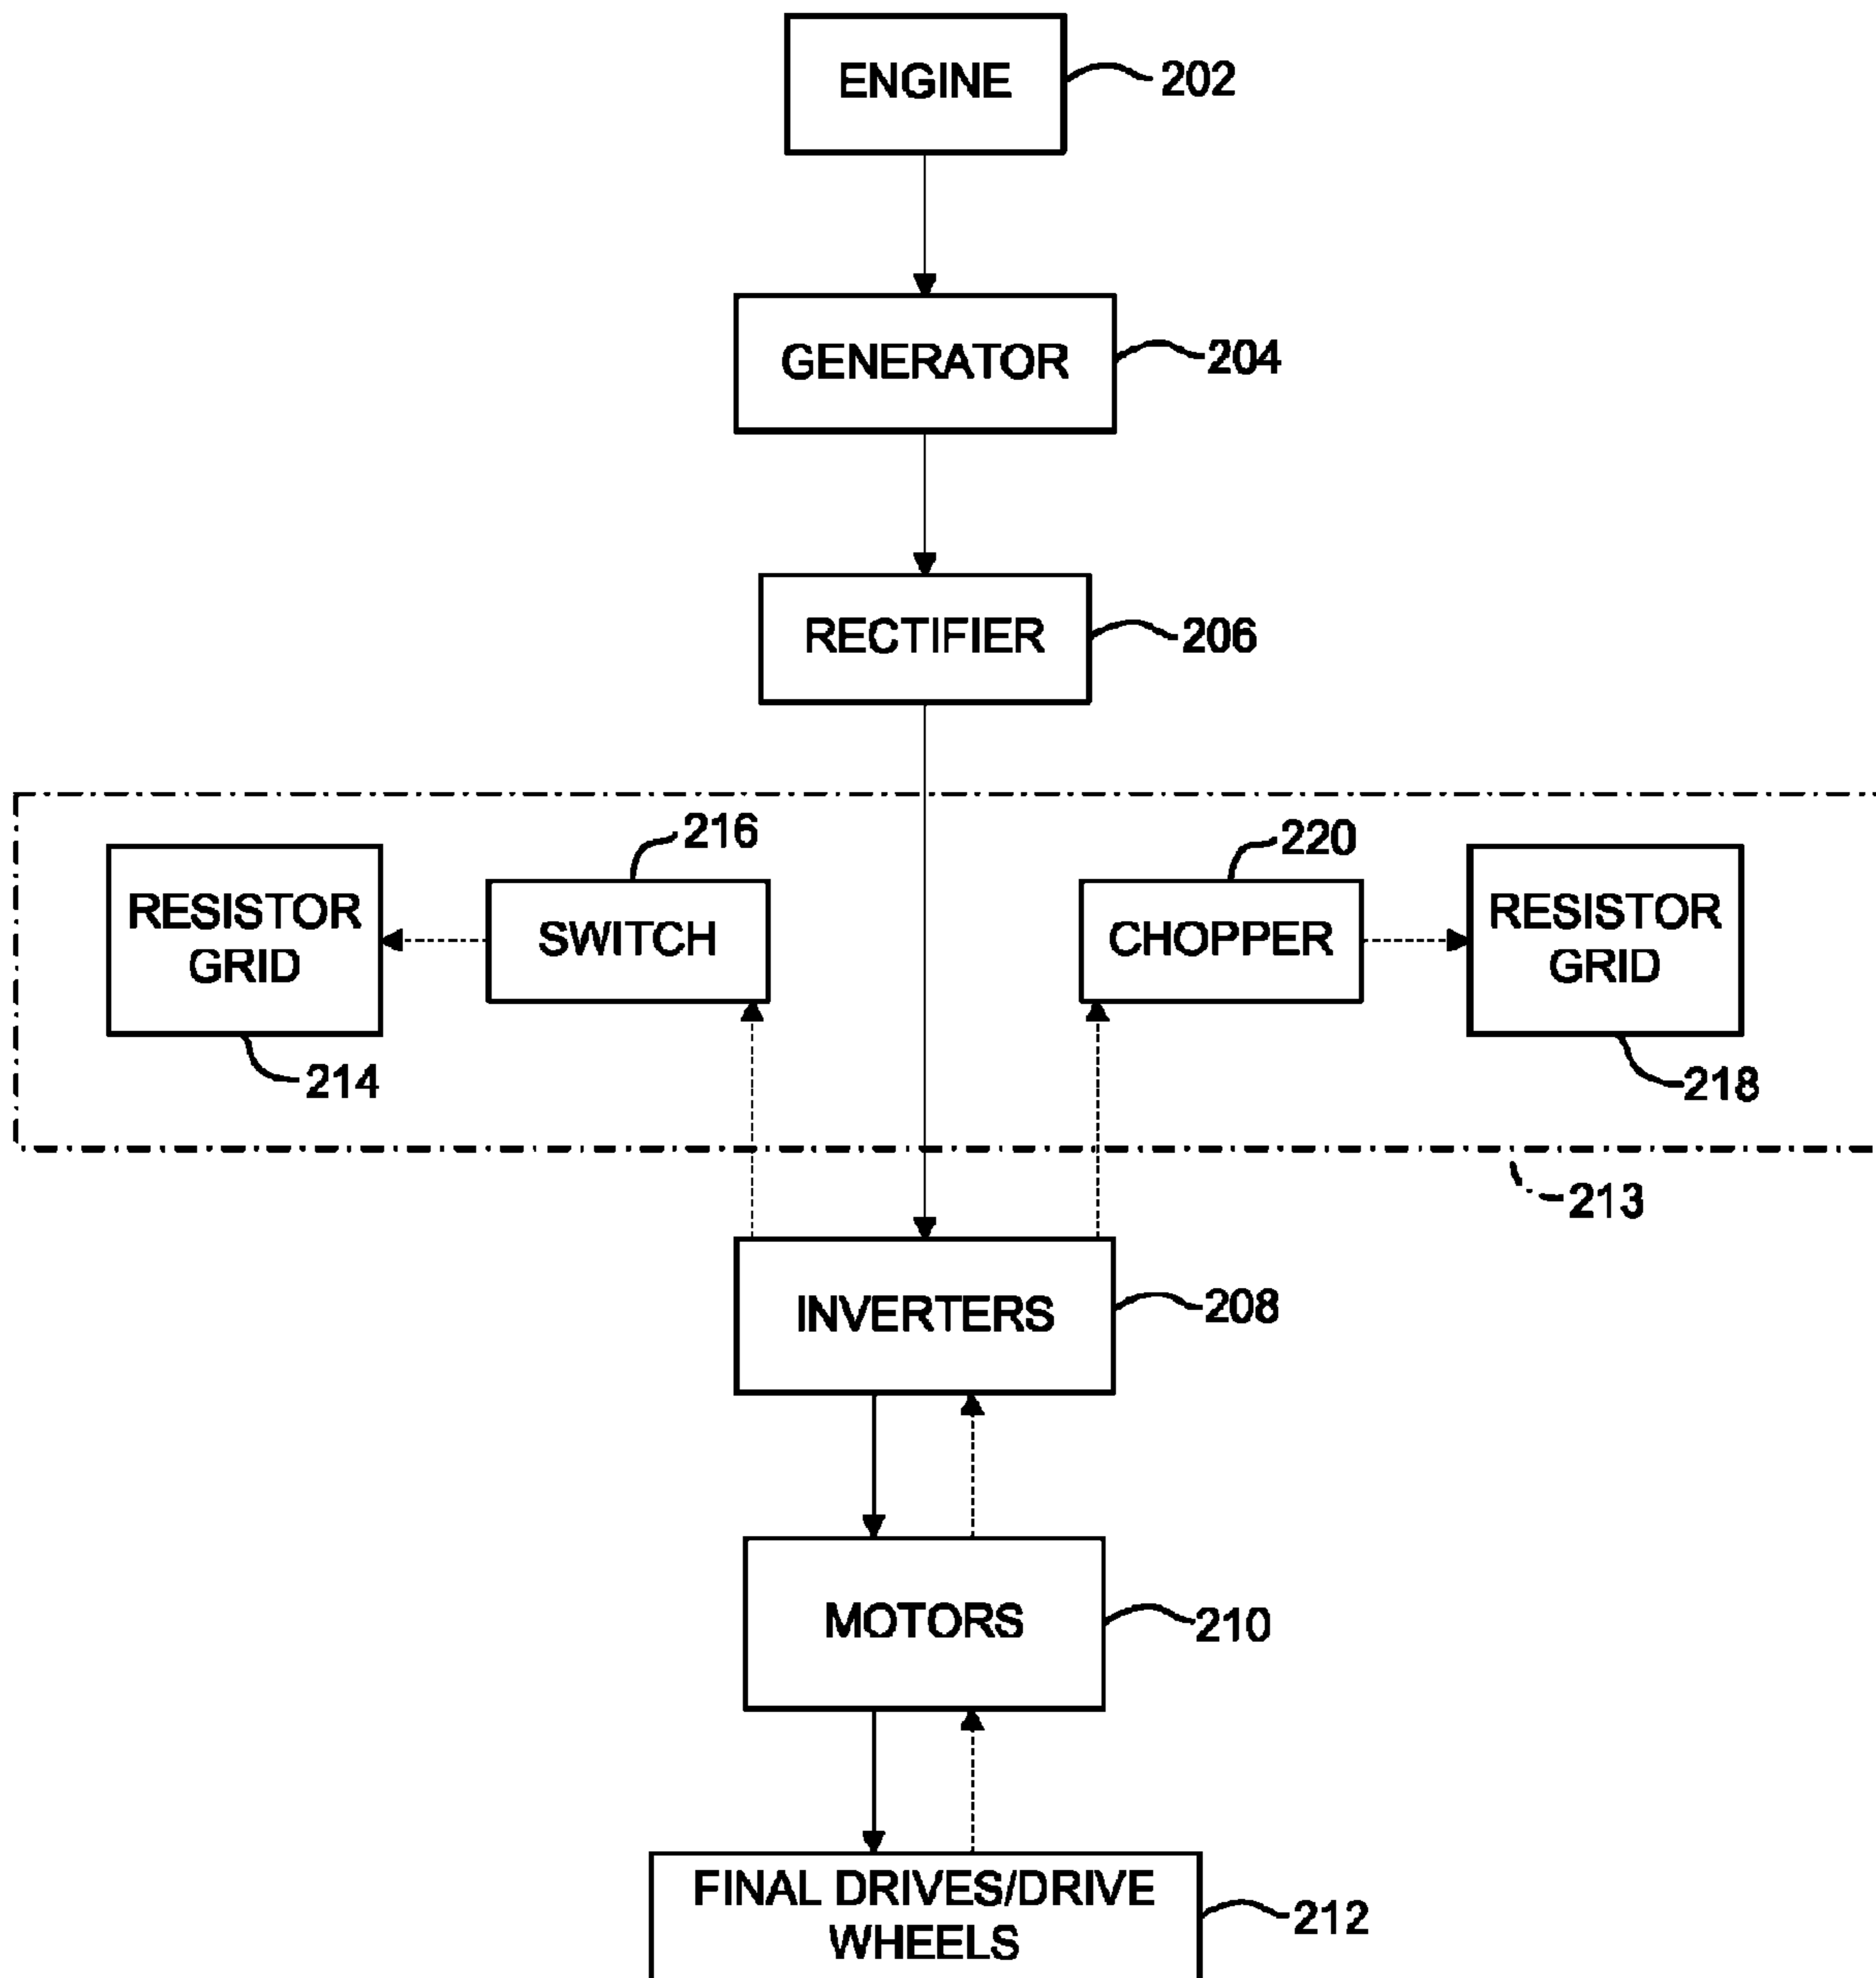 ENGINE
202
GENERATOR
204
RECTIFIER
206
216
220
RESISTOR
GRID
SWITCH
CHOPPER
RESISTOR
GRID
214
218
213
INVERTERS
208
MOTORS
210
FINAL DRIVES/DRIVE
WHEELS
212